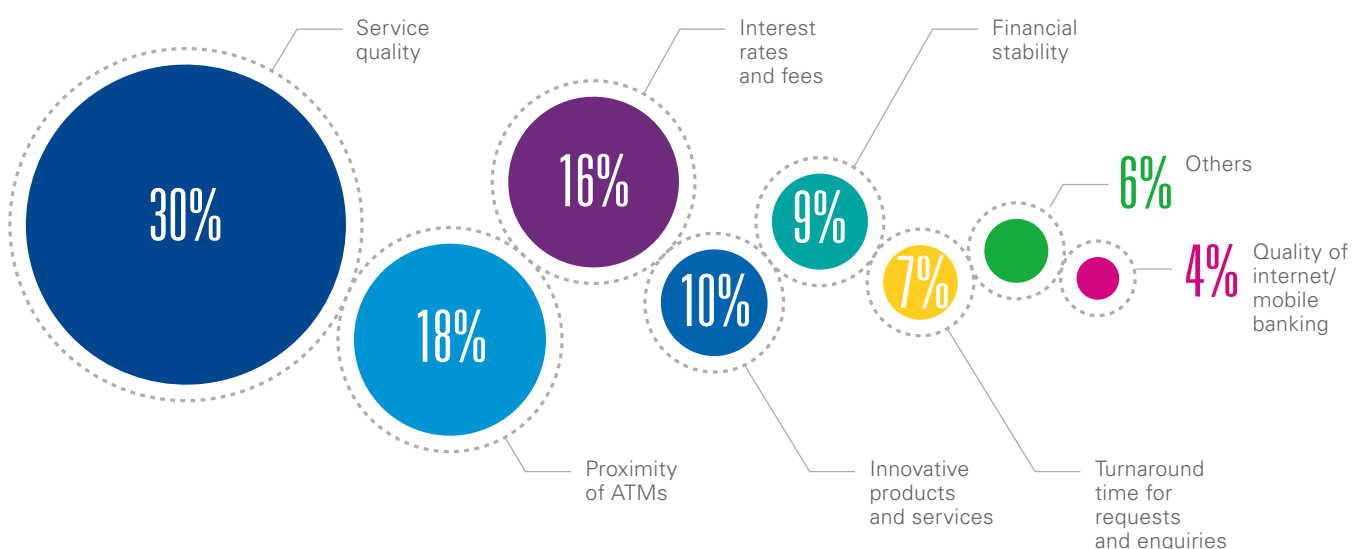 Service
quality
Interest
rates
and fees
Financial
stability
30%
18%
16%
10%
9%
7%
6%
Others
4%
Quality of
internet/
mobile
banking
Proximity
of ATMs
Innovative
products
and services
Turnaround
time for
requests
and enquiries